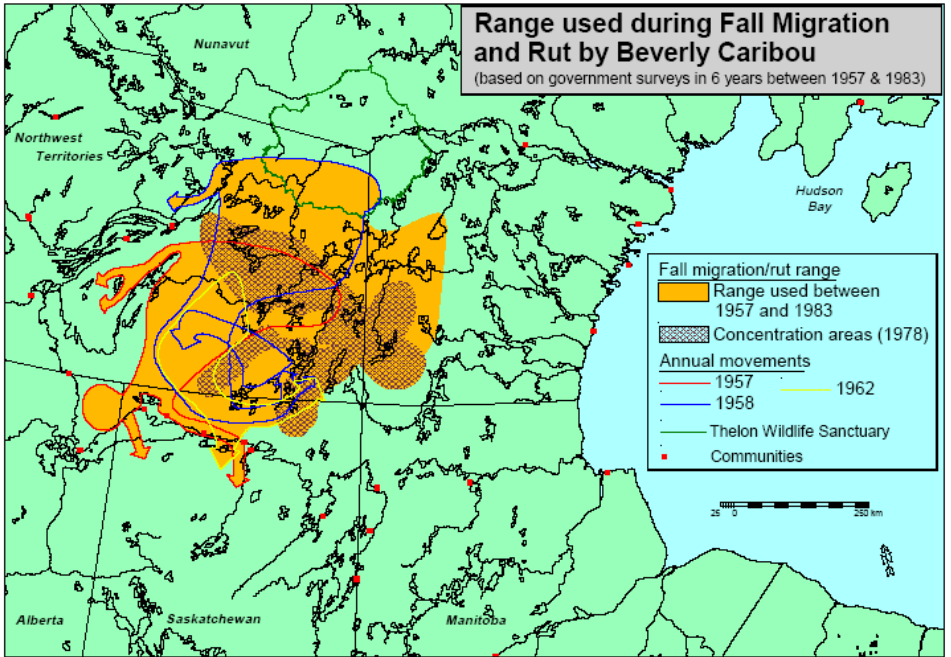 Range used during Fall Migration
and Rut by Beverly Caribou
(based on government surveys in 6 years between 1957 & 1983)
Nunavut
Northwest
Territories
Hudson
Bay
Fall migration/rut range
Range used between
1957 and 1983
Concentration areas (1978)
Annual movements
1957
1962
1958
Thelon Wildlife Sanctuary
Communities
25 0 250 km
Alberta
Saskatchewan
Manitoba